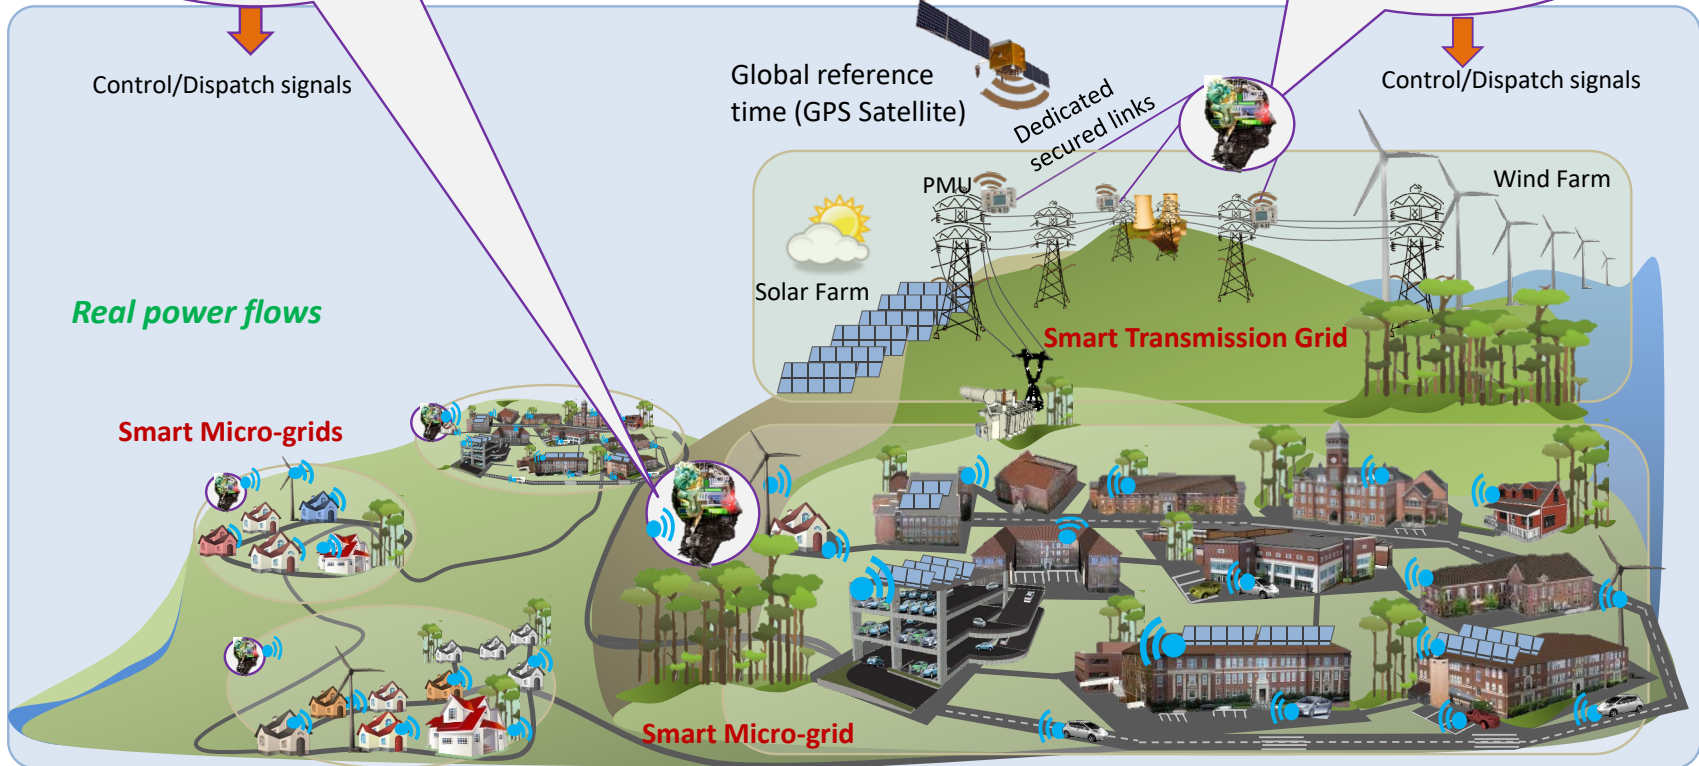 Control/Dispatch signals
Global reference
time (GPS Satellite)
Dedicated
secured links
Control/Dispatch signals
PMU
Wind Farm
Solar Farm
Real power flows
Smart Transmission Grid
Smart Micro-grids
Smart Micro-grid